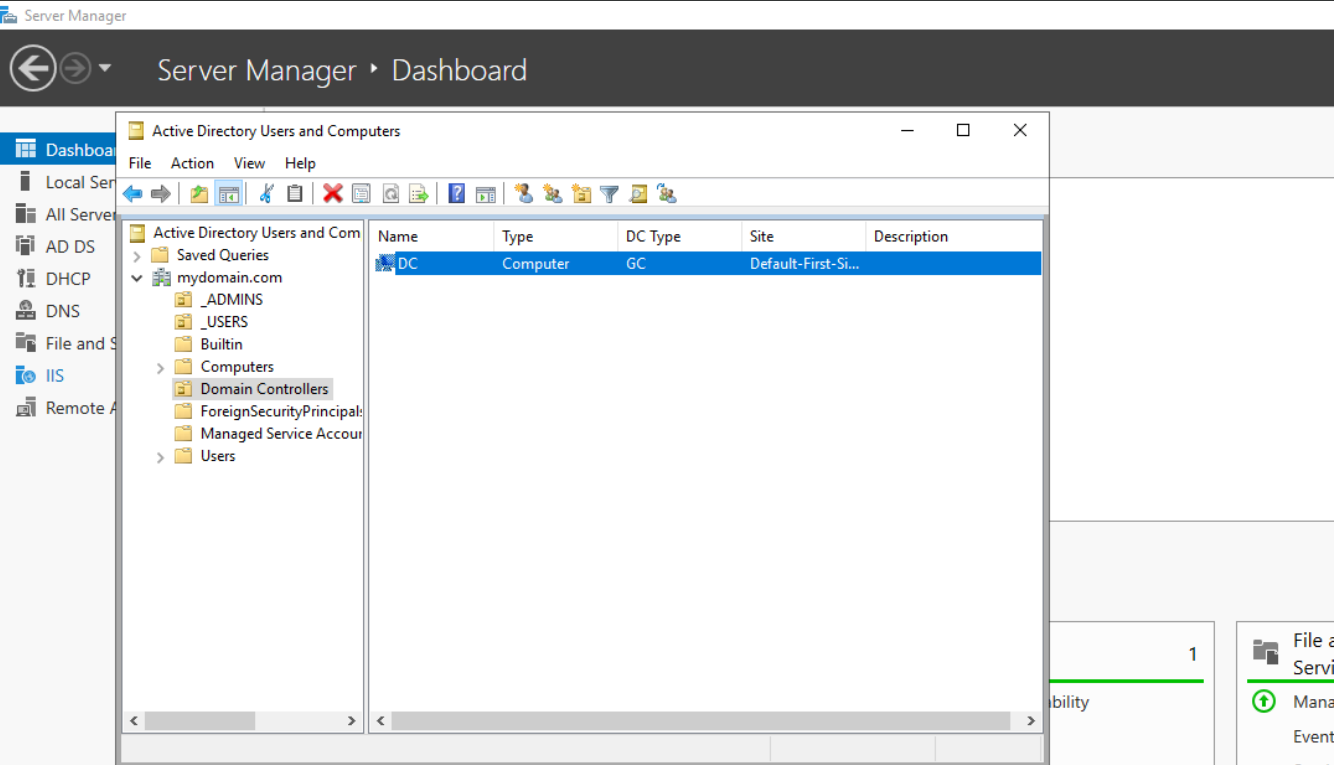 Server Manager
Server Manager Dashboard
Active Directory Users and Computers
File Action View Help
Dashboa
Local Ser
All Server
AD DS
DHCP
DNS
File and S
IIS
Remote A
Active Directory Users and Com
Saved Queries
mydomain.com
_ADMINS
_USERS
Builtin
Computers
Domain Controllers
ForeignSecurityPrincipals
Managed Service Accour
Users
Name Type DC Type Site Description
DC Computer GC Default-First-Si...
1
ability
File a
Servi
Mana
Event